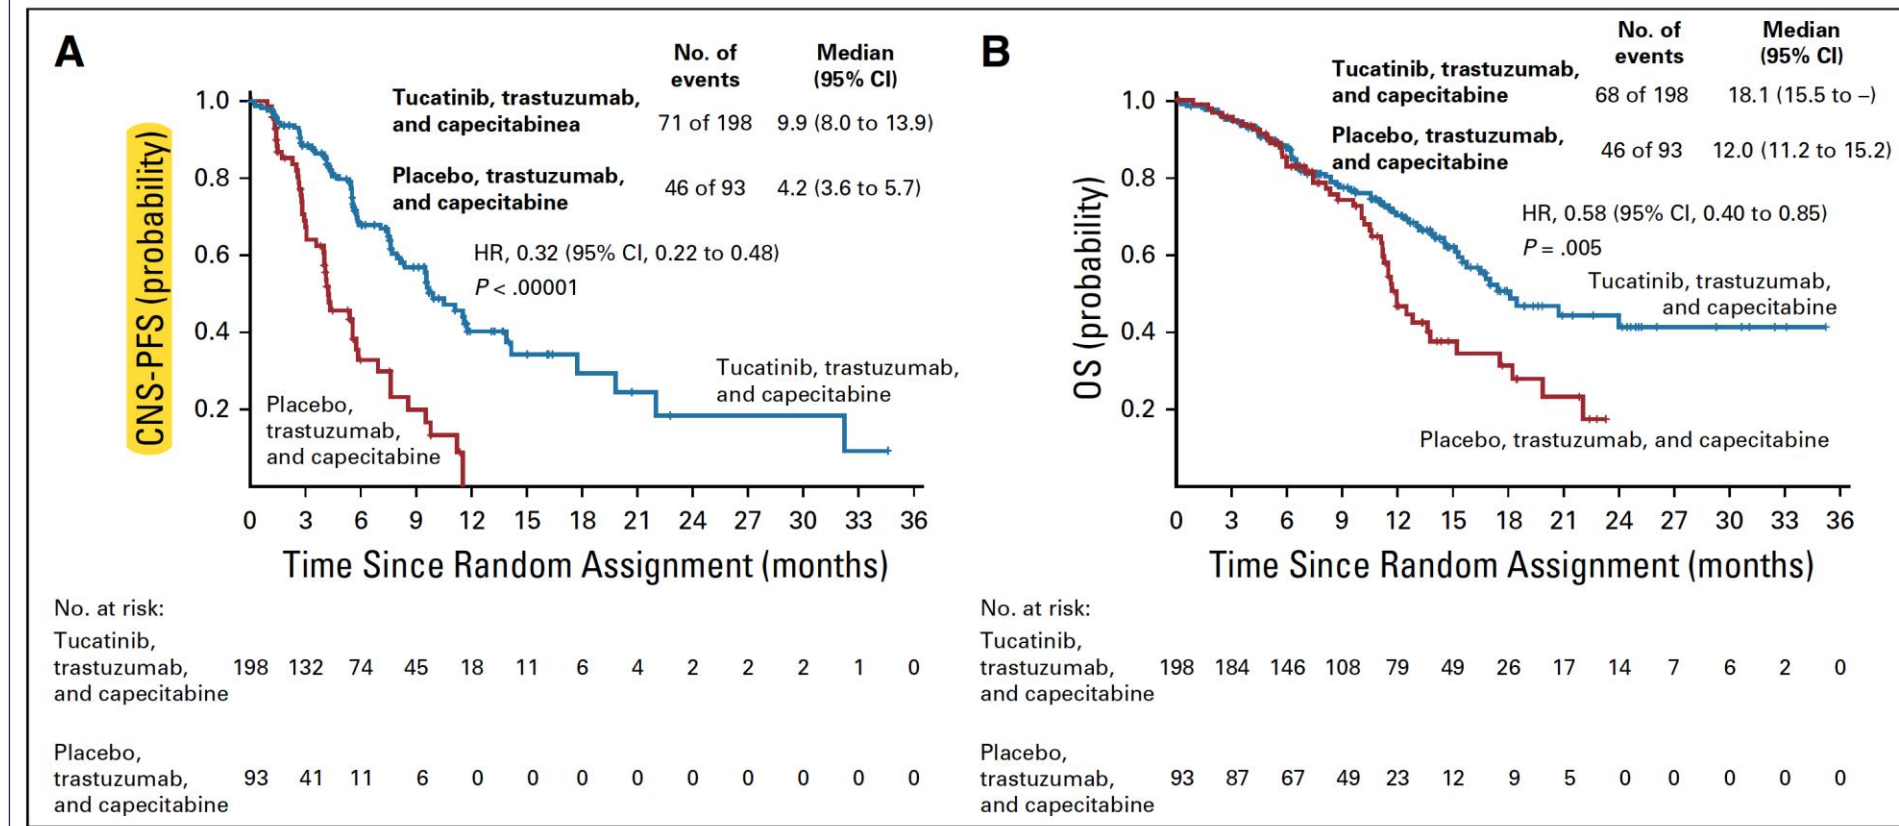 A
No. of
events
Median
(95% CI)
Tucatinib, trastuzumab,
and capecitabinea
71 of 198 9.9 (8.0 to 13.9)
Placebo, trastuzumab,
and capecitabine
46 of 93 4.2 (3.6 to 5.7)
HR, 0.32 (95% CI, 0.22 to 0.48)
P < .00001
CNS-PFS (probability)
1.0
0.8
0.6
0.4
0.2
Tucatinib, trastuzumab,
and capecitabine
Placebo,
trastuzumab,
and capecitabine
0 3 6 9 12 15 18 21 24 27 30 33 36
Time Since Random Assignment (months)
No. at risk:
Tucatinib,
trastuzumab,
and capecitabine
198 132 74 45 18 11 6 4 2 2 2 1 0
Placebo,
trastuzumab,
and capecitabine
93 41 11 6 0 0 0 0 0 0 0 0 0
B
No. of
events
Median
(95% CI)
Tucatinib, trastuzumab,
and capecitabine
68 of 198 18.1 (15.5 to –)
Placebo, trastuzumab,
and capecitabine
46 of 93 12.0 (11.2 to 15.2)
HR, 0.58 (95% CI, 0.40 to 0.85)
P = .005
OS (probability)
1.0
0.8
0.6
0.4
0.2
Tucatinib, trastuzumab,
and capecitabine
Placebo, trastuzumab, and capecitabine
0 3 6 9 12 15 18 21 24 27 30 33 36
Time Since Random Assignment (months)
No. at risk:
Tucatinib,
trastuzumab,
and capecitabine
198 184 146 108 79 49 26 17 14 7 6 2 0
Placebo,
trastuzumab,
and capecitabine
93 87 67 49 23 12 9 5 0 0 0 0 0